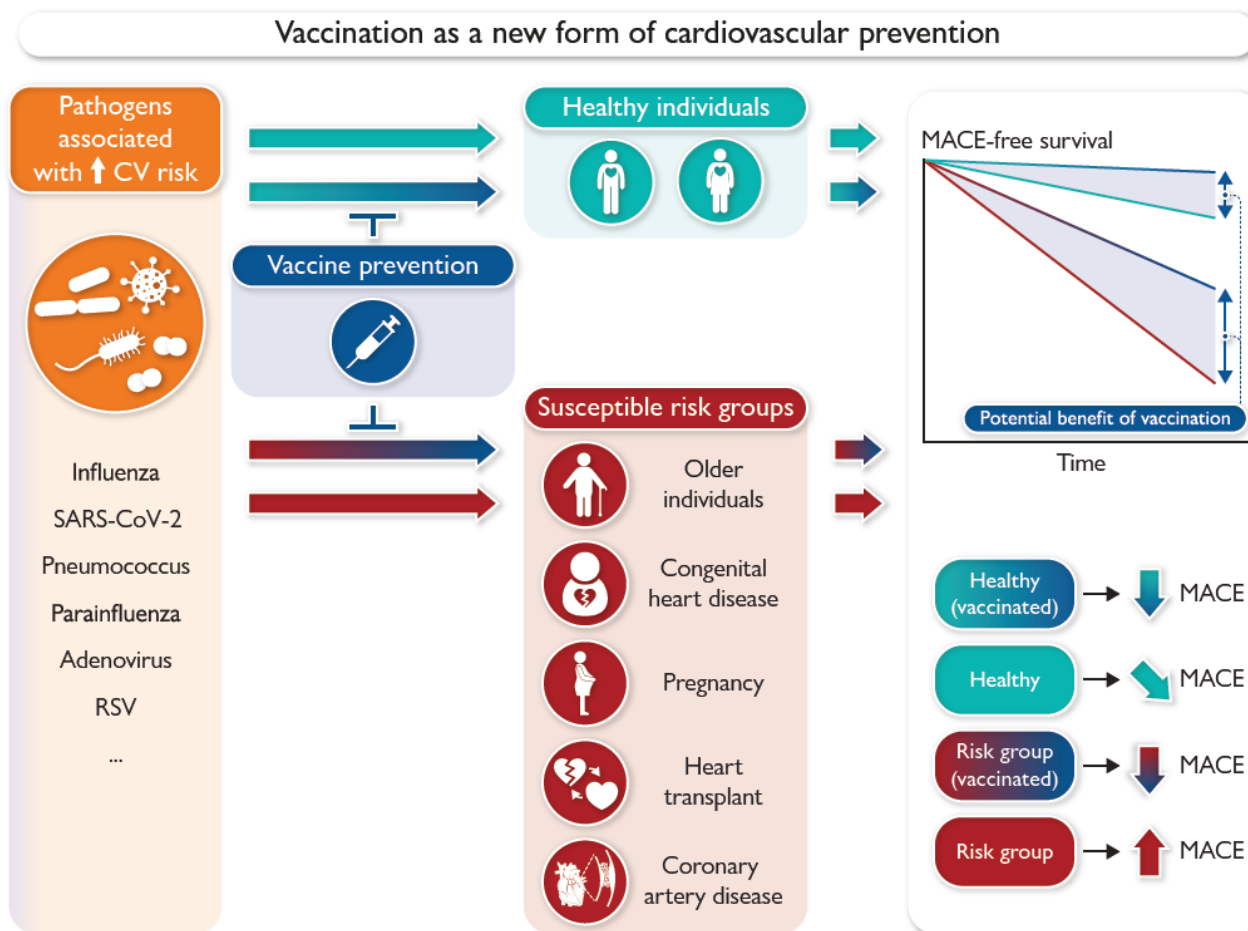 Vaccination as a new form of cardiovascular prevention
Pathogens
associated
with ↑ CV risk
Influenza
SARS-CoV-2
Pneumococcus
Parainfluenza
Adenovirus
RSV
...
Vaccine prevention
Healthy individuals
Susceptible risk groups
Older
individuals
Congenital
heart disease
Pregnancy
Heart
transplant
Coronary
artery disease
MACE-free survival
Potential benefit of vaccination
Time
Healthy
(vaccinated)
MACE
Healthy
MACE
Risk group
(vaccinated)
MACE
Risk group
MACE